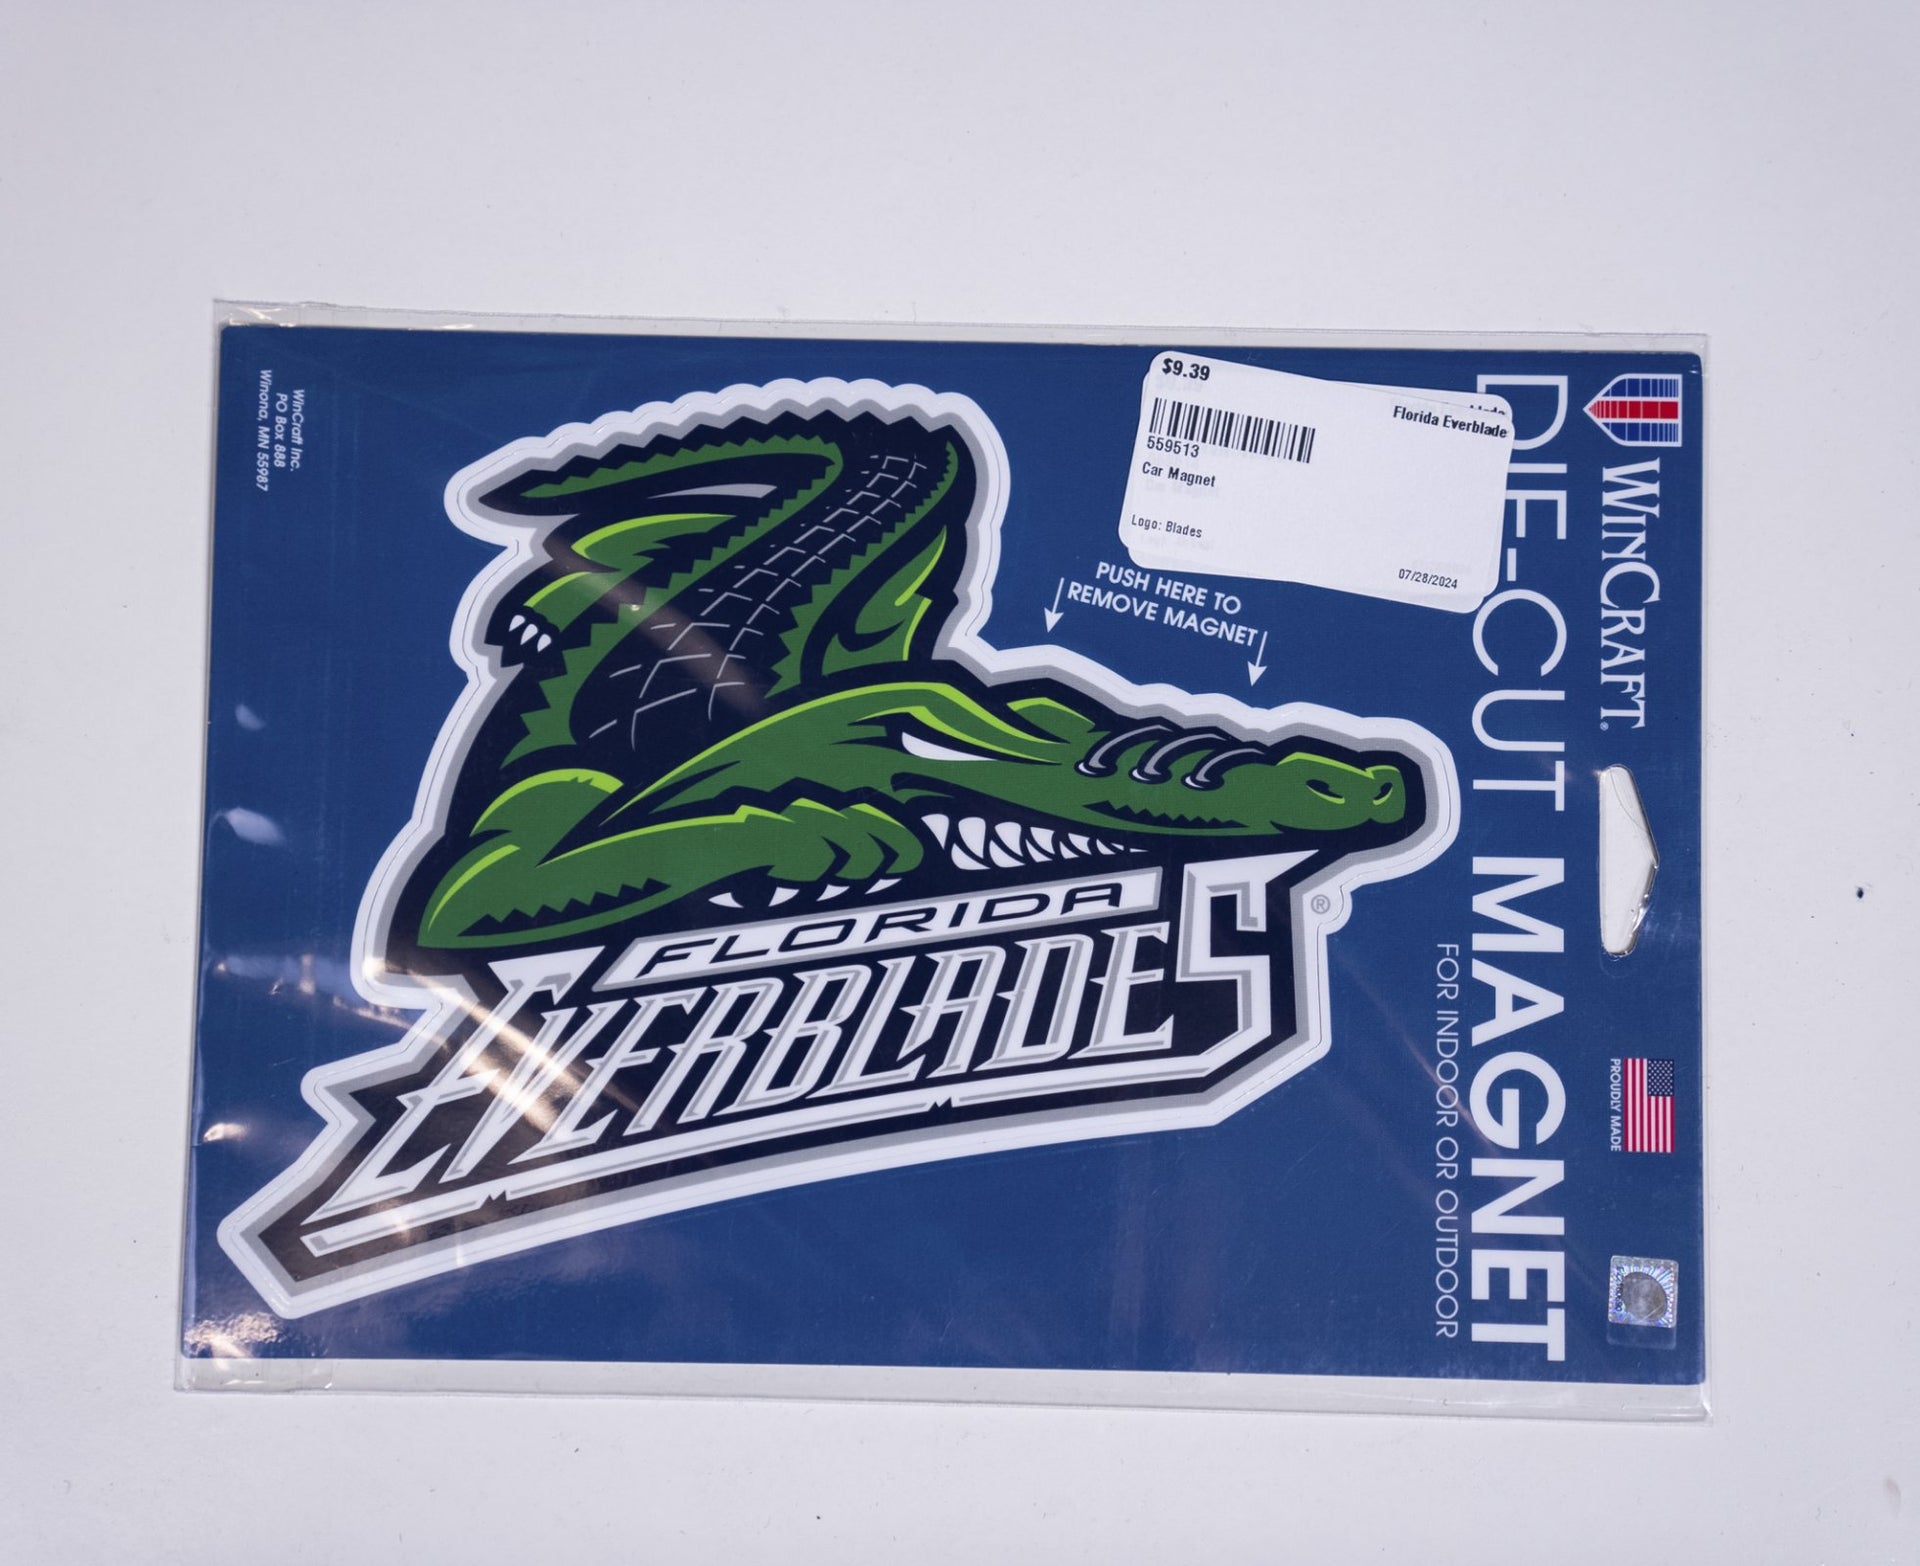 $9.39
Florida Everblade
559513
Car Magnet
Logo: Blades
07/28/2024
PUSH HERE TO
REMOVE MAGNET
FLORIDA
EVERBLADES
®
WINCRAFT®
DIE-CUT MAGNET
FOR INDOOR OR OUTDOOR
PROUDLY MADE
WinCraft Inc.
PO Box 888
Winona, MN 55987